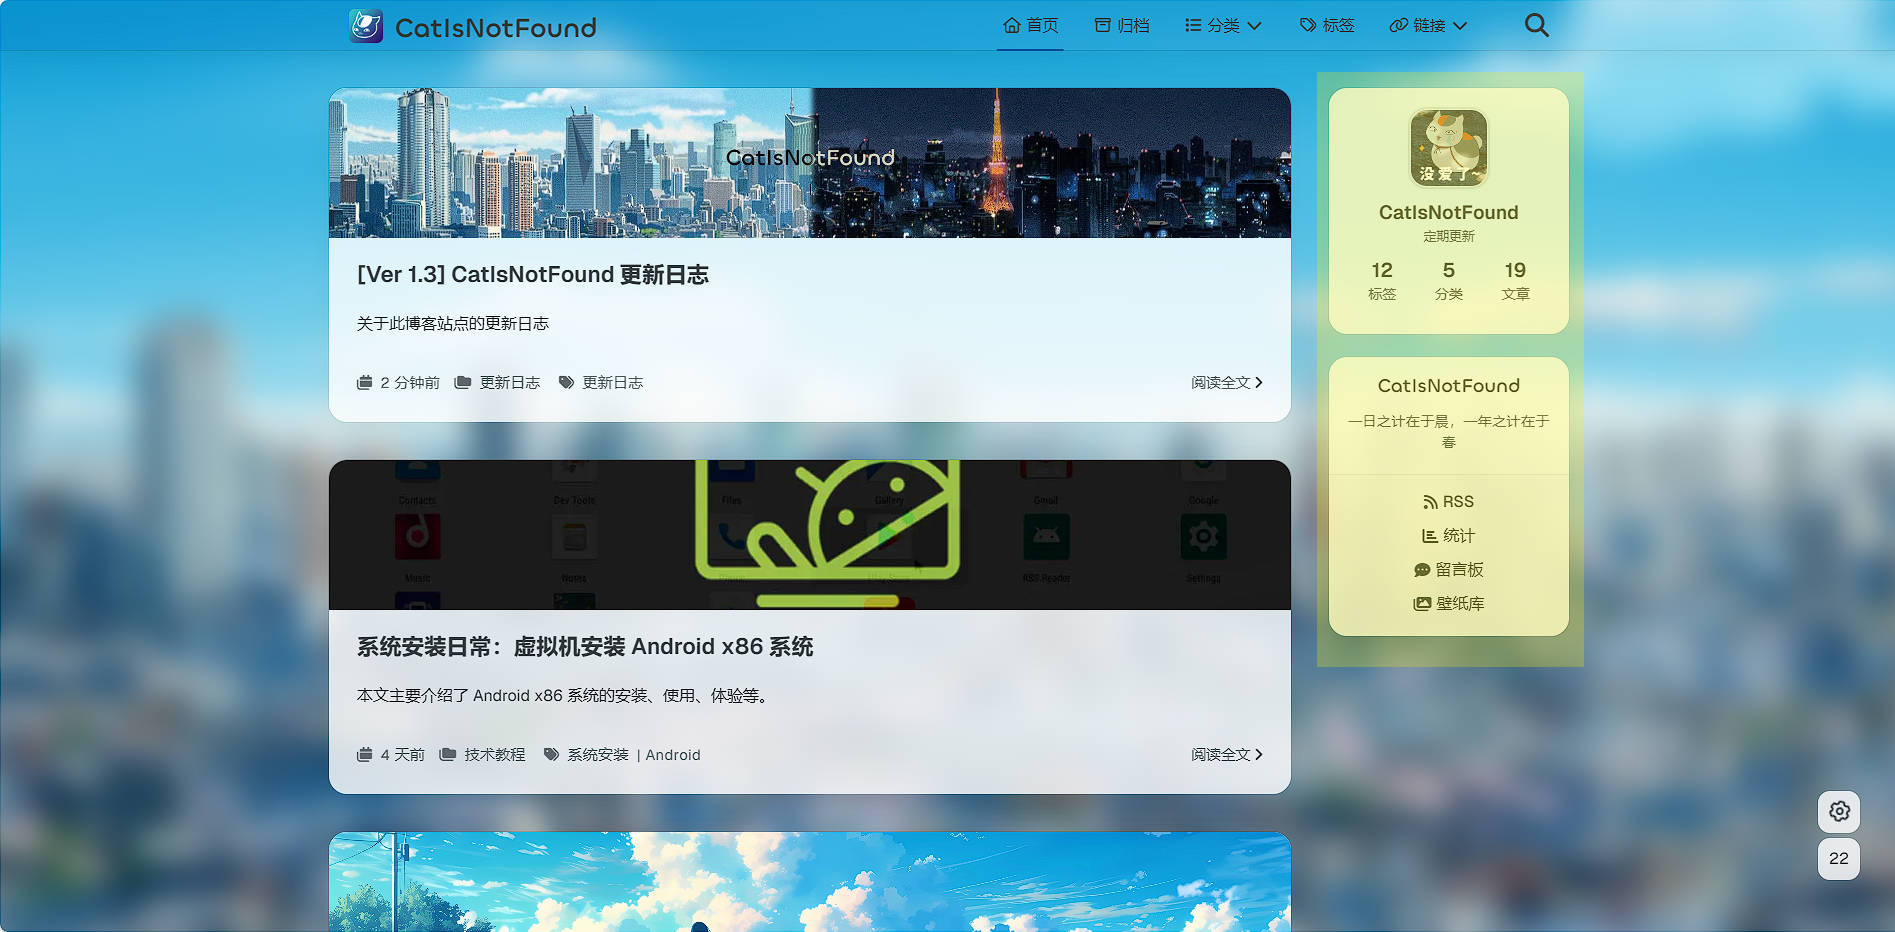 CatIsNotFound
首页
归档
分类
标签
链接
CatIsNotFound
[Ver 1.3] CatIsNotFound 更新日志
关于此博客站点的更新日志
2 分钟前 更新日志 更新日志
阅读全文
Contacts Dev Tools Files Gallery Gmail Google
Music Notes Phone Play Store RSS Reader Settings
系统安装日常：虚拟机安装 Android x86 系统
本文主要介绍了 Android x86 系统的安装、使用、体验等。
4 天前 技术教程 系统安装 | Android
阅读全文
没爱了~
CatIsNotFound
定期更新
12 5 19
标签 分类 文章
CatIsNotFound
一日之计在于晨，一年之计在于
春
RSS
统计
留言板
壁纸库
22